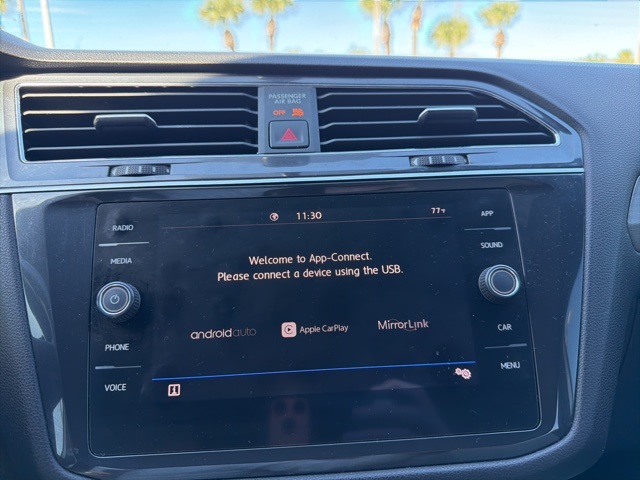 PASSENGER
AIR BAG
OFF
RADIO
MEDIA
PHONE
VOICE
11:30
77°F
Welcome to App-Connect.
Please connect a device using the USB.
androidauto
Apple CarPlay
MirrorLink
APP
SOUND
CAR
MENU